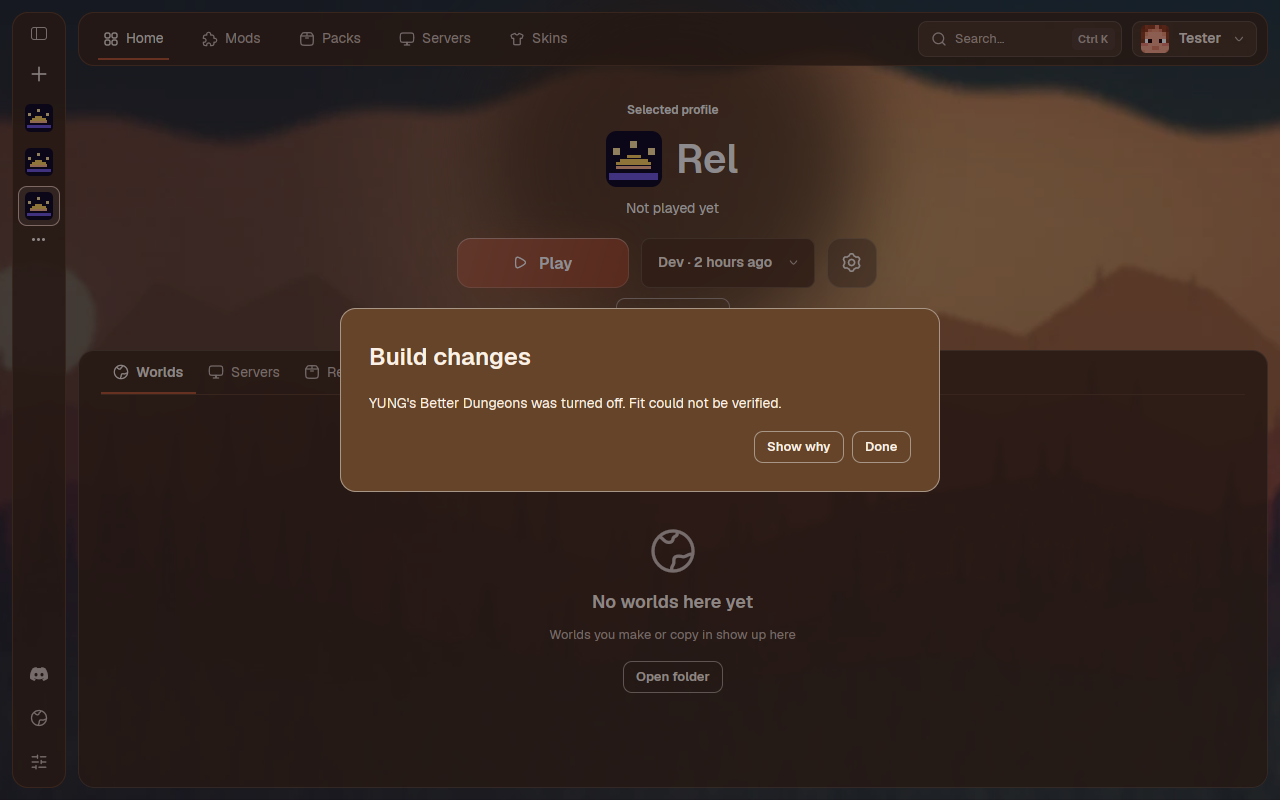 Home
Mods
Packs
Servers
Skins
Search...
Ctrl K
Tester
Selected profile
Rel
Not played yet
Play
Dev · 2 hours ago
Worlds
Servers
Build changes
YUNG's Better Dungeons was turned off. Fit could not be verified.
Show why
Done
No worlds here yet
Worlds you make or copy in show up here
Open folder